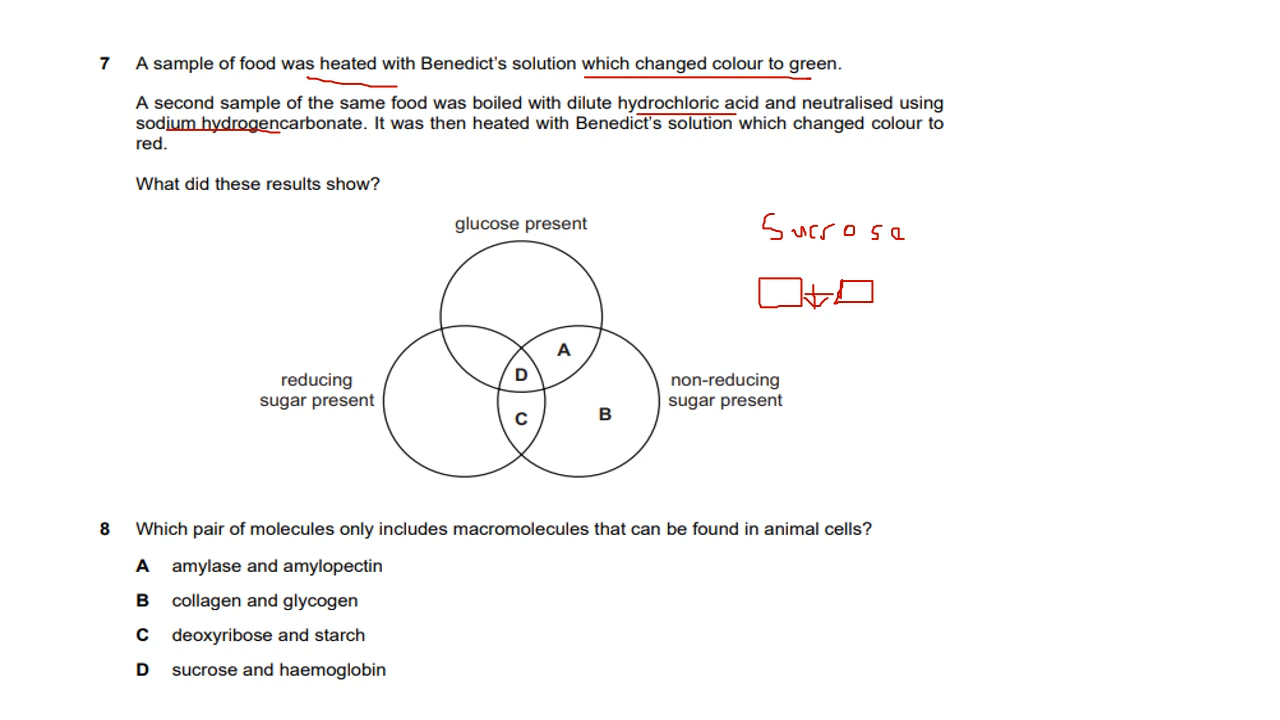 7 A sample of food was heated with Benedict's solution which changed colour to green.
A second sample of the same food was boiled with dilute hydrochloric acid and neutralised using
sodium hydrogencarbonate. It was then heated with Benedict's solution which changed colour to
red.
What did these results show?
glucose present
Sucrose
A
D
reducing
sugar present
non-reducing
sugar present
C
B
8 Which pair of molecules only includes macromolecules that can be found in animal cells?
A amylase and amylopectin
B collagen and glycogen
C deoxyribose and starch
D sucrose and haemoglobin